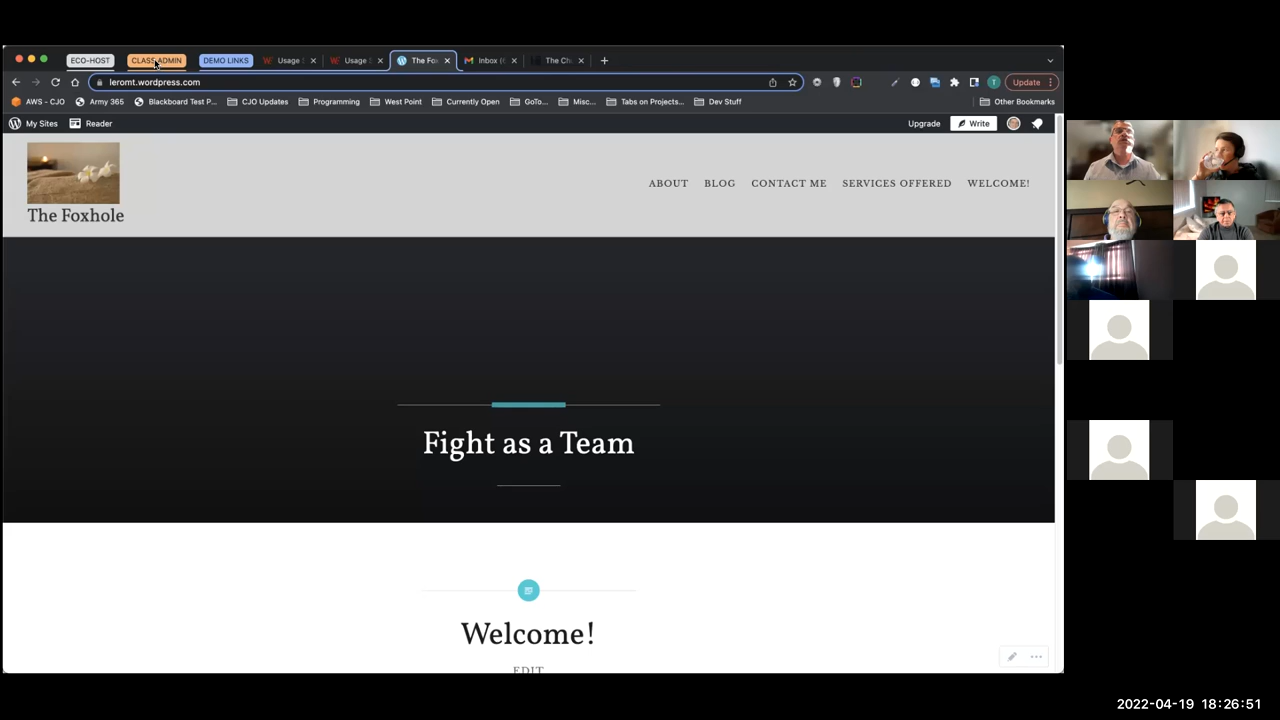 ECO-HOST CLASS ADMIN DEMO LINKS Usage Usage The Fox Inbox The Ch
leromt.wordpress.com Update
AWS - CJO Army 365 Blackboard Test P... CJO Updates Programming West Point Currently Open GoTo... Misc... Tabs on Projects... Dev Stuff Other Bookmarks
My Sites Reader Upgrade Write
The Foxhole
ABOUT BLOG CONTACT ME SERVICES OFFERED WELCOME!
Fight as a Team
Welcome!
EDIT
2022-04-19 18:26:51